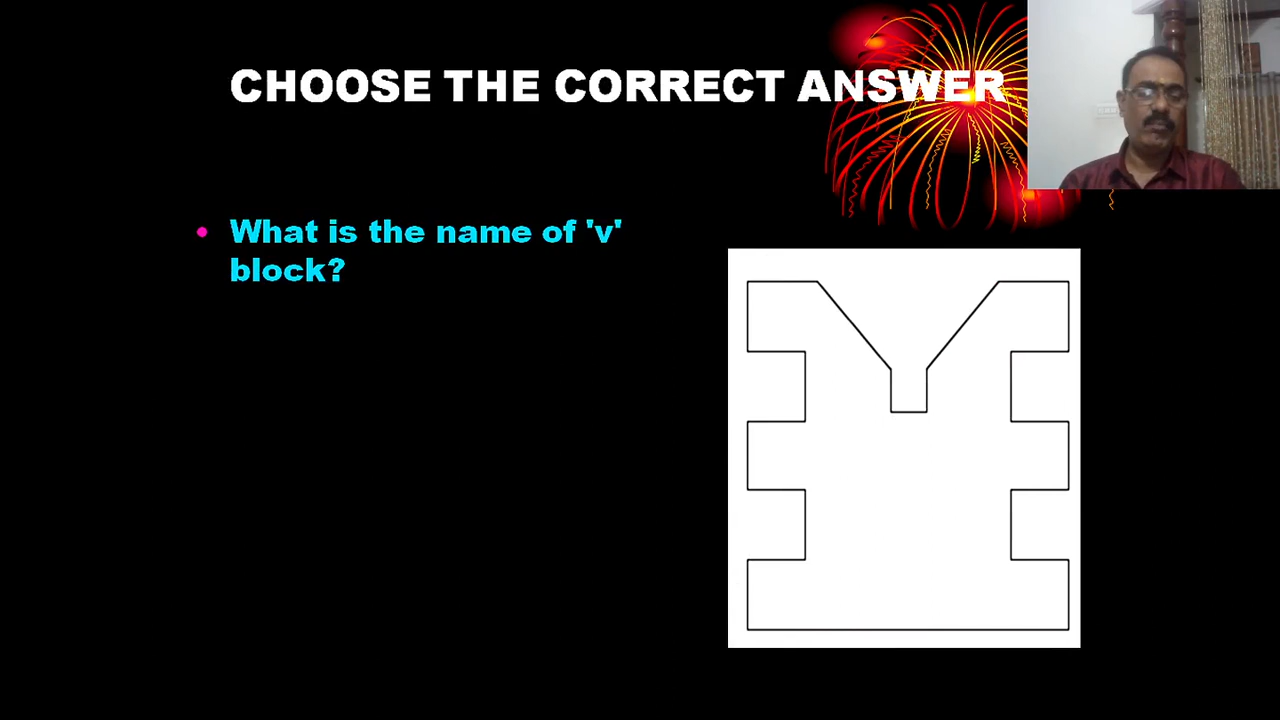 CHOOSE THE CORRECT ANSWER
• What is the name of 'v'
block?